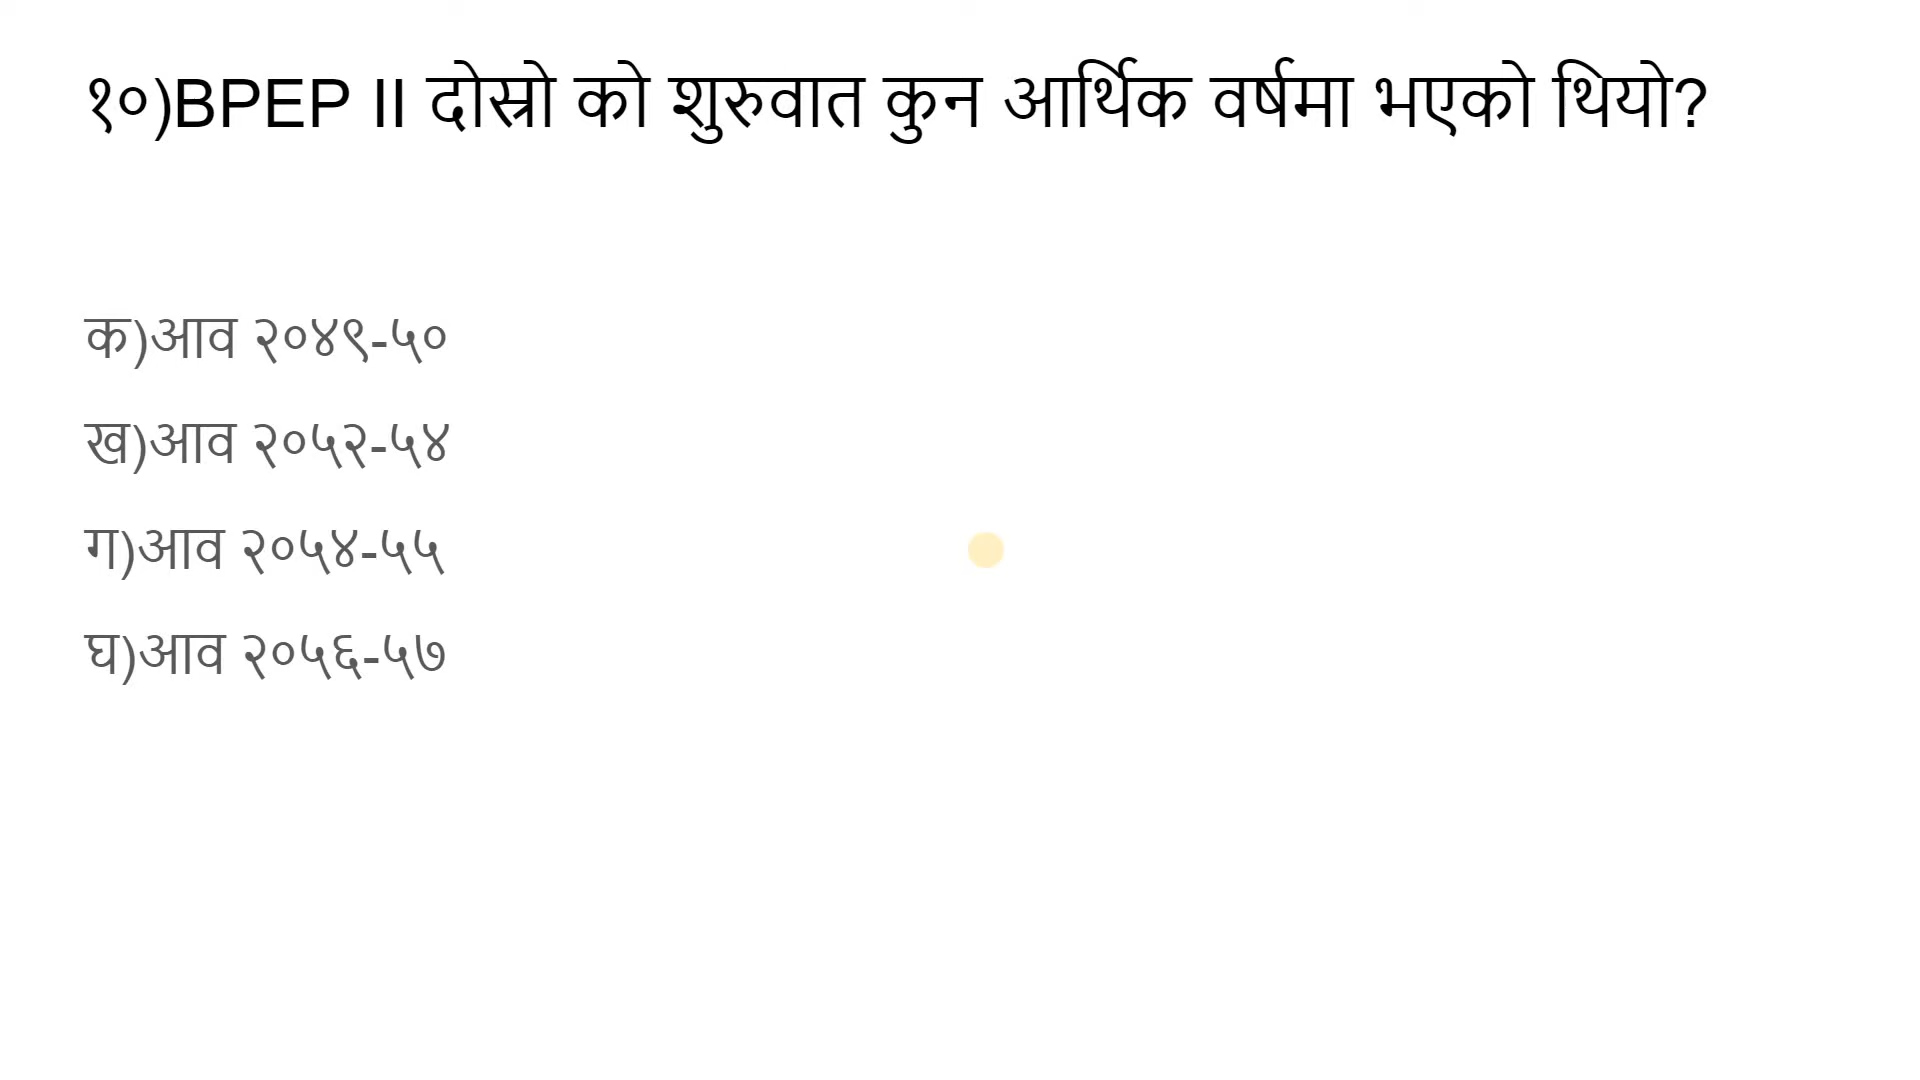 १०)BPEP II दोस्रो को शुरुवात कुन आर्थिक वर्षमा भएको थियो?
क)आव २०४९-५०
ख)आव २०५२-५४
ग)आव २०५४-५५
घ)आव २०५६-५७